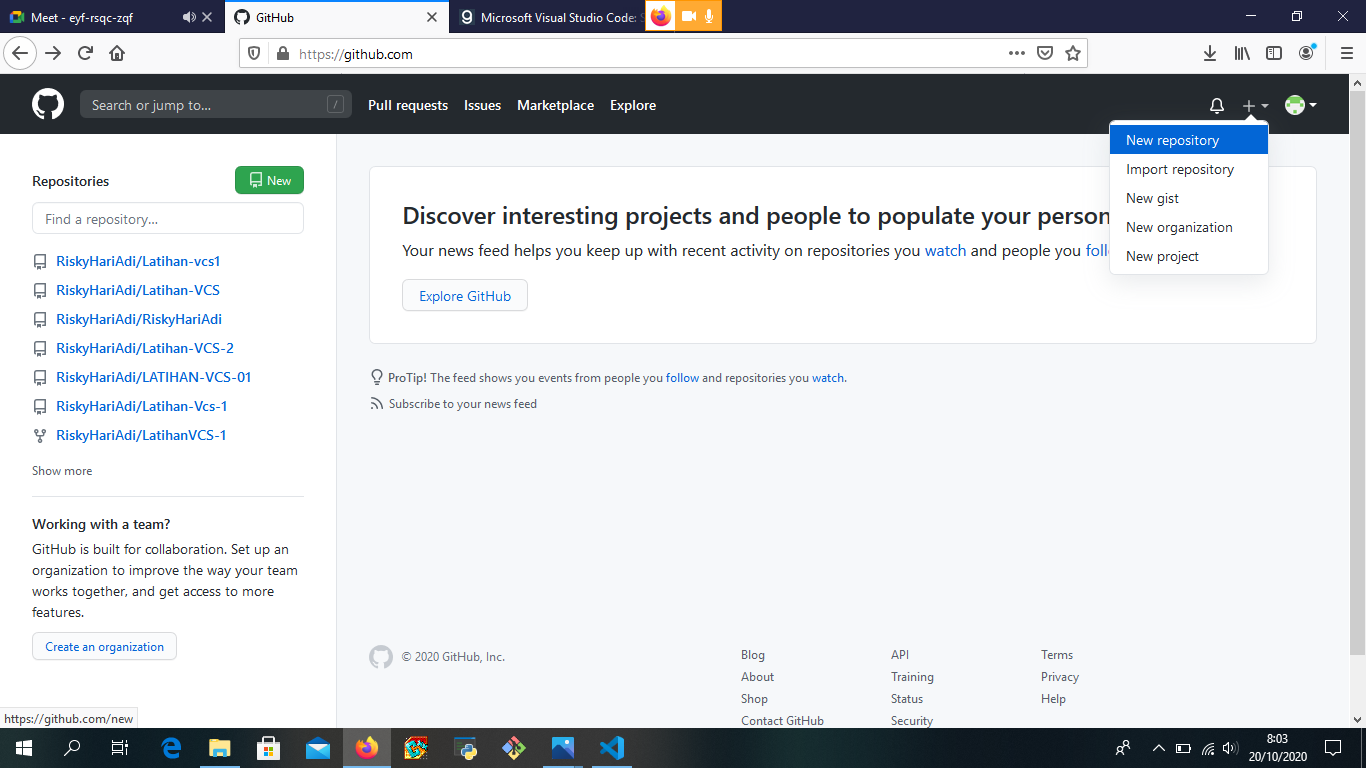 Meet - eyf-rsqc-zqf
GitHub
Microsoft Visual Studio Code:
https://github.com
Search or jump to...
/
Pull requests
Issues
Marketplace
Explore
New repository
Import repository
New gist
New organization
New project
Repositories
New
Find a repository...
RiskyHariAdi/Latihan-vcs1
RiskyHariAdi/Latihan-VCS
RiskyHariAdi/RiskyHariAdi
RiskyHariAdi/Latihan-VCS-2
RiskyHariAdi/LATIHAN-VCS-01
RiskyHariAdi/Latihan-Vcs-1
RiskyHariAdi/LatihanVCS-1
Show more
Working with a team?
GitHub is built for collaboration. Set up an
organization to improve the way your team
works together, and get access to more
features.
Create an organization
Discover interesting projects and people to populate your person
Your news feed helps you keep up with recent activity on repositories you watch and people you foll
Explore GitHub
ProTip! The feed shows you events from people you follow and repositories you watch.
Subscribe to your news feed
© 2020 GitHub, Inc.
Blog
About
Shop
Contact GitHub
API
Training
Status
Security
Terms
Privacy
Help
https://github.com/new
8:03
20/10/2020